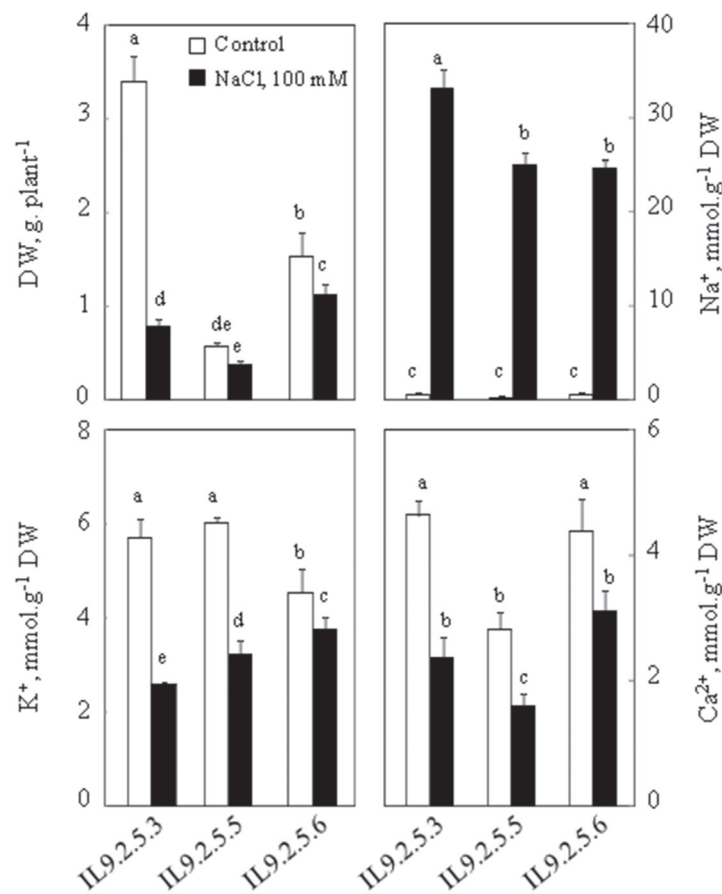 4
3
2
1
0
DW, g. plant⁻¹
Control
NaCl, 100 mM
a
d
de
e
b
c
40
30
20
10
0
Na⁺, mmol.g⁻¹ DW
a
b
b
c
c
c
8
6
4
2
0
K⁺, mmol.g⁻¹ DW
a
e
a
d
b
c
6
4
2
0
Ca²⁺, mmol.g⁻¹ DW
a
b
b
c
a
b
IL9.2.5.3
IL9.2.5.5
IL9.2.5.6
IL9.2.5.3
IL9.2.5.5
IL9.2.5.6